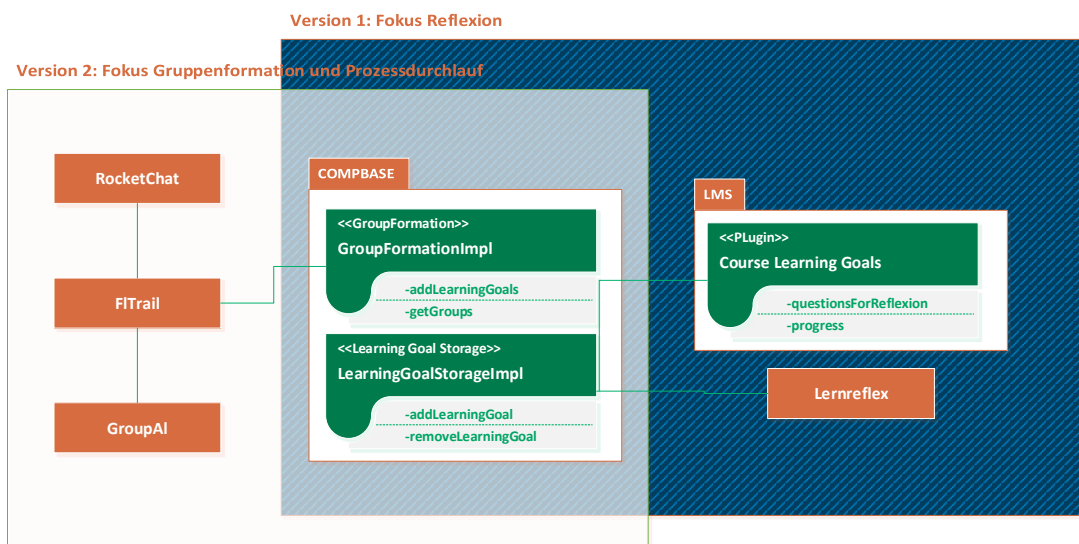 Version 1: Fokus Reflexion
Version 2: Fokus Gruppenformation und Prozessdurchlauf
RocketChat
FlTrail
GroupAl
COMPBASE
<<GroupFormation>>
GroupFormationImpl
-addLearningGoals
-getGroups
<<Learning Goal Storage>>
LearningGoalStorageImpl
-addLearningGoal
-removeLearningGoal
LMS
<<PLugin>>
Course Learning Goals
-questionsForReflexion
-progress
Lernreflex